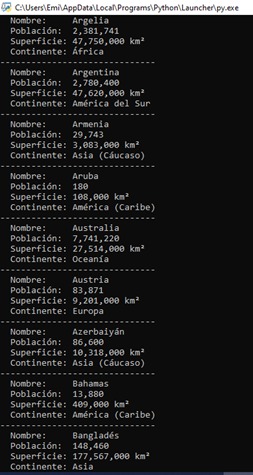 C:\Users\Emi\AppData\Local\Programs\Python\Launcher\py.exe
Nombre: Argelia
Población: 2,381,741
Superficie: 47,750,000 km²
Continente: África
------------------------------
Nombre: Argentina
Población: 2,780,400
Superficie: 47,620,000 km²
Continente: América del Sur
------------------------------
Nombre: Armenia
Población: 29,743
Superficie: 3,083,000 km²
Continente: Asia (Cáucaso)
------------------------------
Nombre: Aruba
Población: 180
Superficie: 108,000 km²
Continente: América (Caribe)
------------------------------
Nombre: Australia
Población: 7,741,220
Superficie: 27,514,000 km²
Continente: Oceanía
------------------------------
Nombre: Austria
Población: 83,871
Superficie: 9,201,000 km²
Continente: Europa
------------------------------
Nombre: Azerbaiyán
Población: 86,600
Superficie: 10,318,000 km²
Continente: Asia (Cáucaso)
------------------------------
Nombre: Bahamas
Población: 13,880
Superficie: 409,000 km²
Continente: América (Caribe)
------------------------------
Nombre: Bangladés
Población: 148,460
Superficie: 177,567,000 km²
Continente: Asia